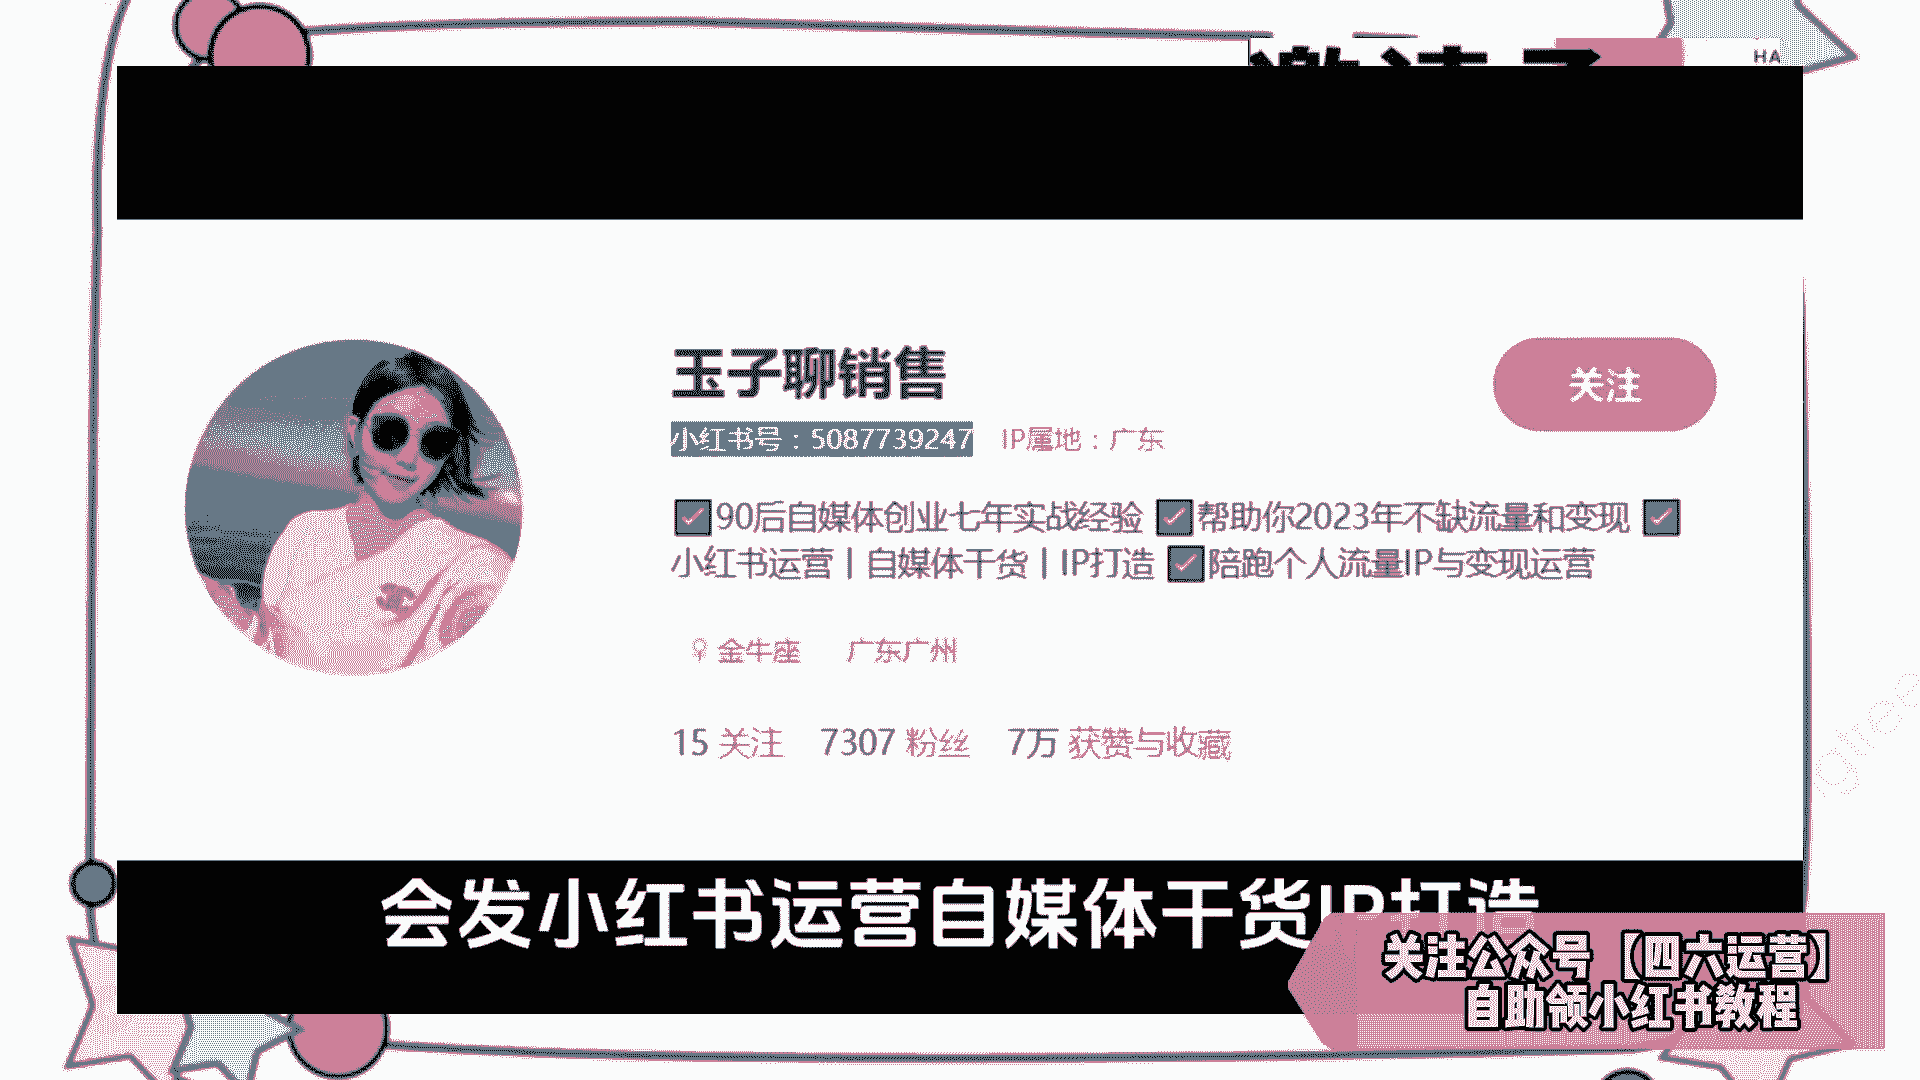 HA
玉子聊销售
关注
小红书号：5087739247 IP属地：广东
90后自媒体创业七年实战经验 帮助你2023年不缺流量和变现
小红书运营丨自媒体干货丨IP打造 陪跑个人流量IP与变现运营
♀ 金牛座 广东广州
15 关注 7307 粉丝 7万 获赞与收藏
会发小红书运营自媒体干货IP打造
关注公众号【四六运营】
自助领小红书教程